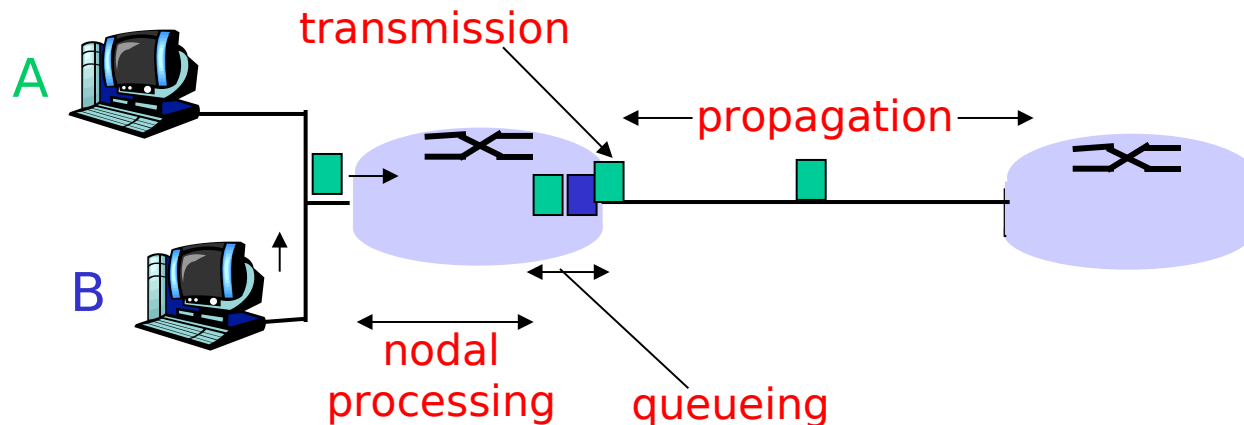 transmission
A
propagation
B
nodal
processing
queueing